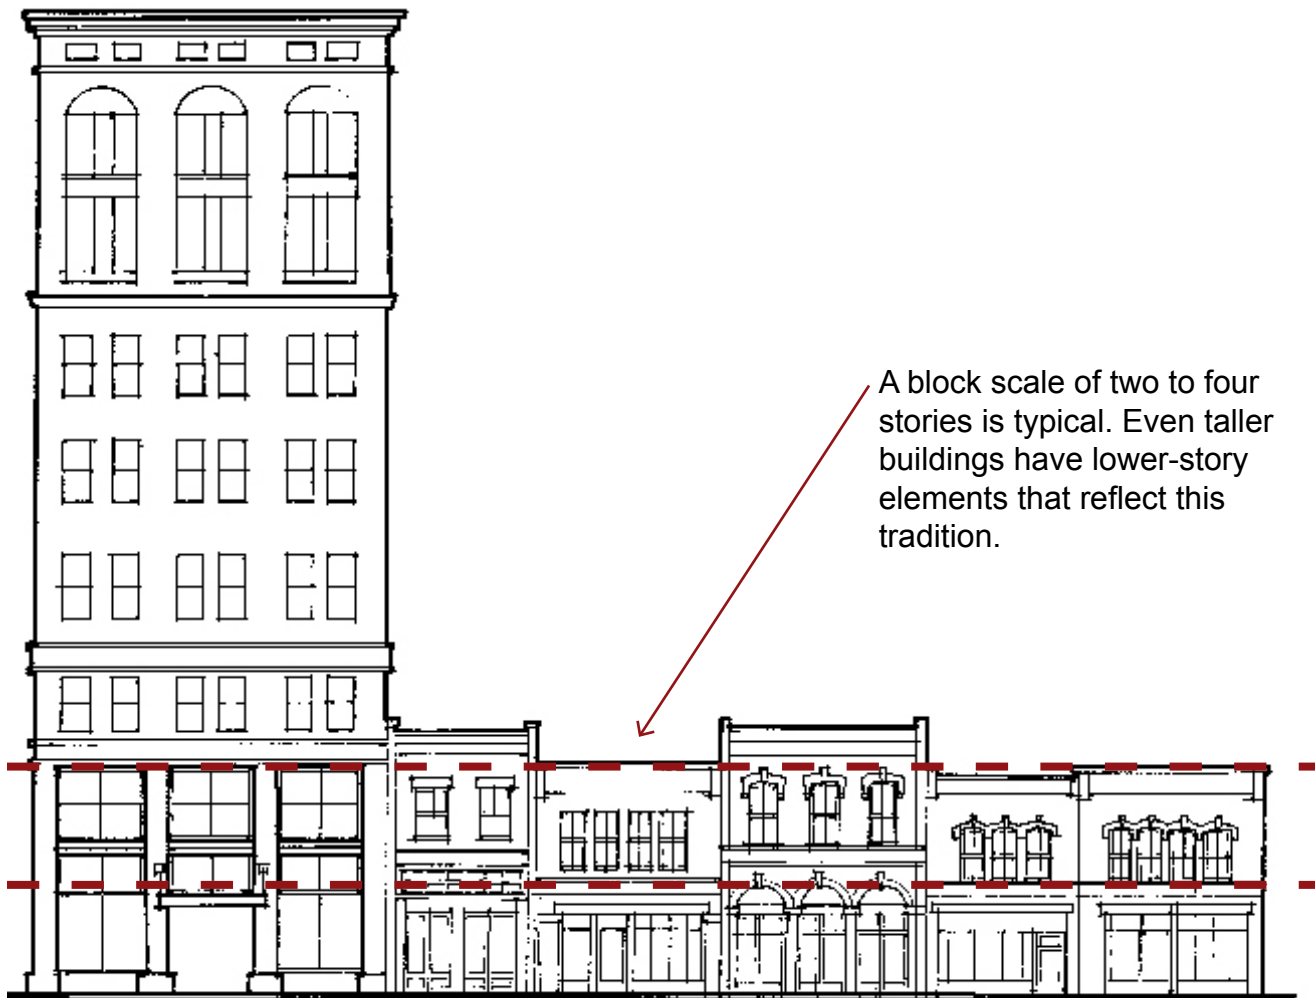 A block scale of two to four
stories is typical. Even taller
buildings have lower-story
elements that reflect this
tradition.